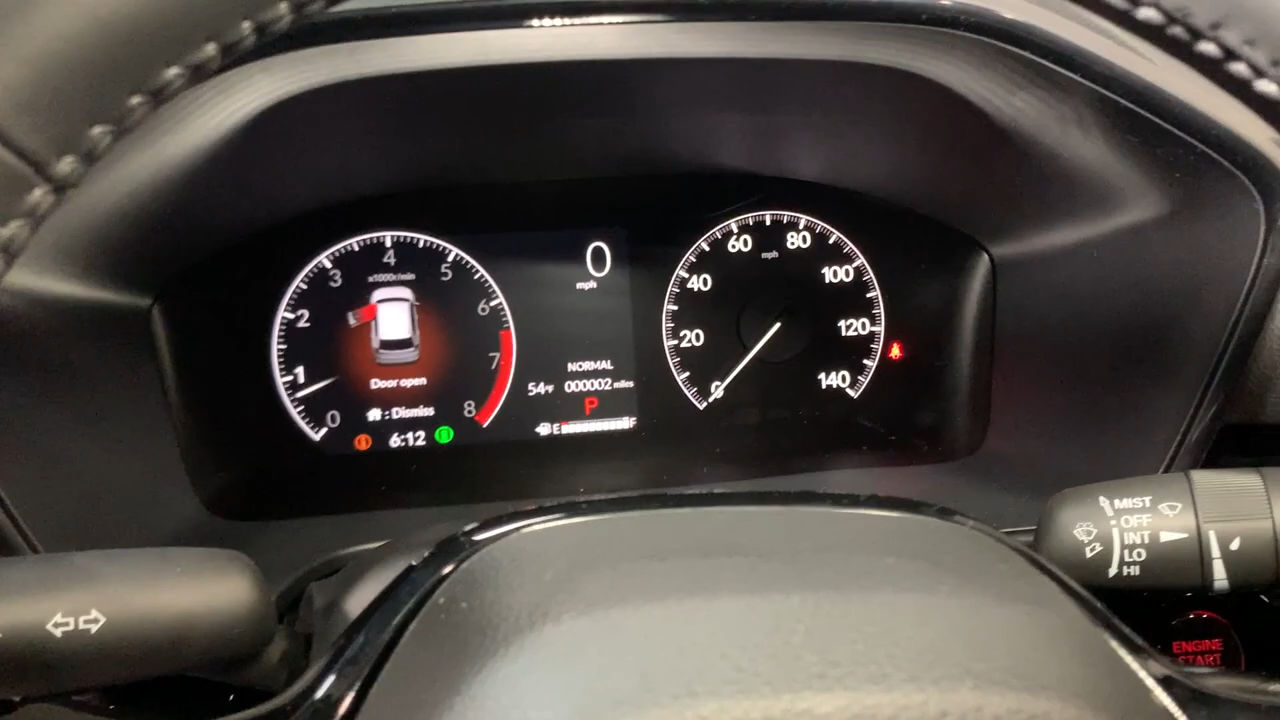 4
x1000r/min
3
5
2
6
1
7
0
8
Door open
: Dismiss
6:12
0
mph
NORMAL
54°F 000002 miles
P
E F
60
80
mph
40
100
20
120
0
140
MIST
OFF
INT
LO
HI
ENGINE
START